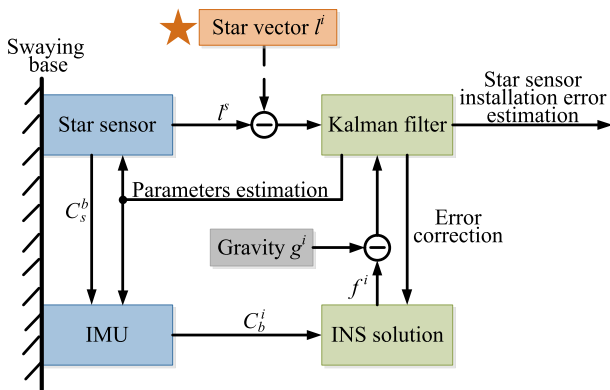 Star vector l^i
Swaying
base
Star sensor
l^s
Kalman filter
Star sensor
installation error
estimation
Parameters estimation
C_s^b
Gravity g^i
Error
correction
f^i
IMU
C_b^i
INS solution